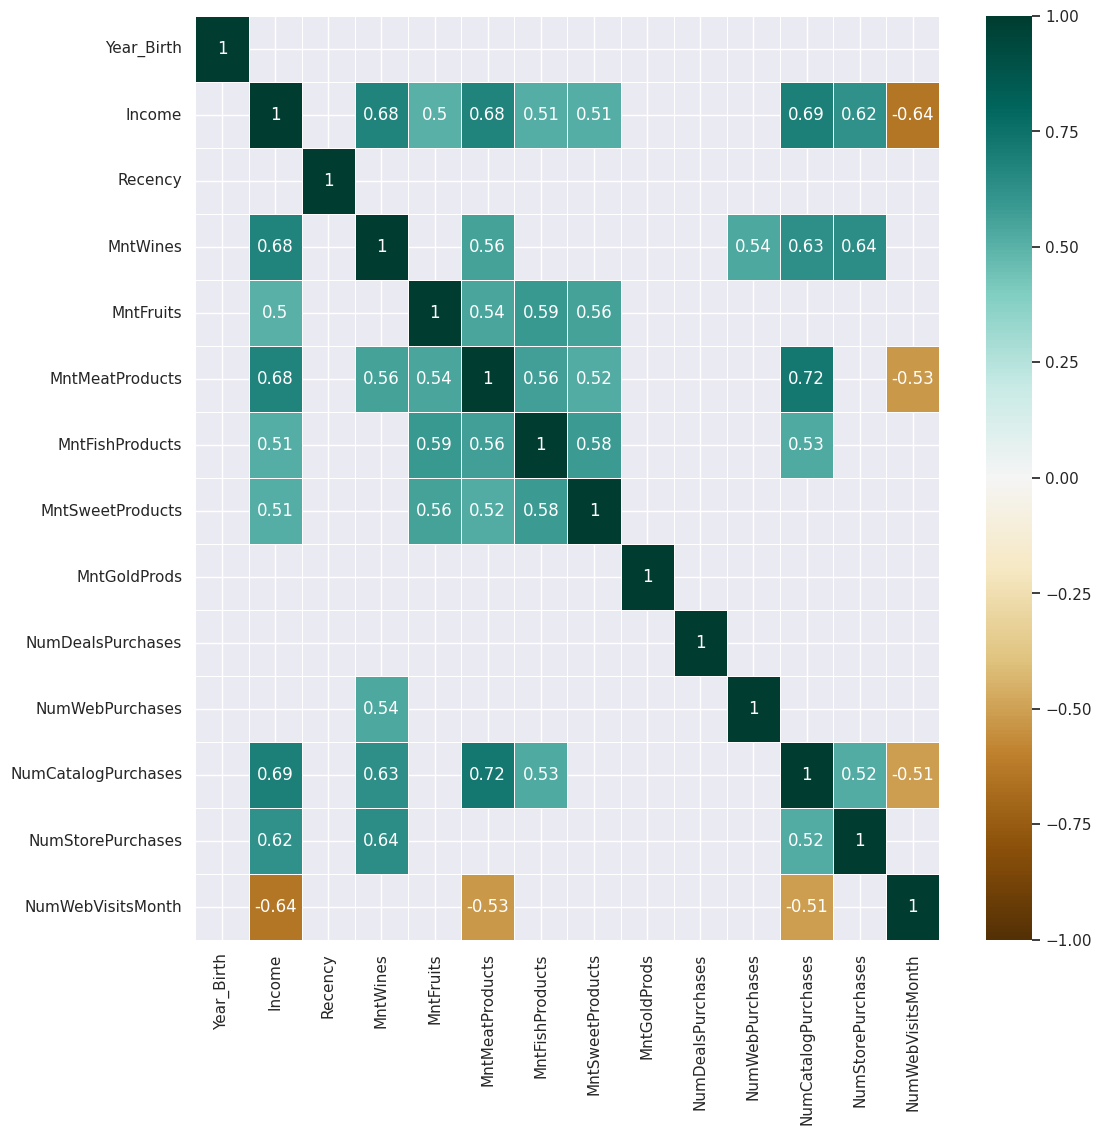 Year_Birth 1
Income 1 0.68 0.5 0.68 0.51 0.51 0.69 0.62 -0.64
Recency 1
MntWines 0.68 1 0.56 0.54 0.63 0.64
MntFruits 0.5 1 0.54 0.59 0.56
MntMeatProducts 0.68 0.56 0.54 1 0.56 0.52 0.72 -0.53
MntFishProducts 0.51 0.59 0.56 1 0.58 0.53
MntSweetProducts 0.51 0.56 0.52 0.58 1
MntGoldProds 1
NumDealsPurchases 1
NumWebPurchases 0.54 1
NumCatalogPurchases 0.69 0.63 0.72 0.53 1 0.52 -0.51
NumStorePurchases 0.62 0.64 0.52 1
NumWebVisitsMonth -0.64 -0.53 -0.51 1
Year_Birth
Income
Recency
MntWines
MntFruits
MntMeatProducts
MntFishProducts
MntSweetProducts
MntGoldProds
NumDealsPurchases
NumWebPurchases
NumCatalogPurchases
NumStorePurchases
NumWebVisitsMonth
1.00
0.75
0.50
0.25
0.00
−0.25
−0.50
−0.75
−1.00